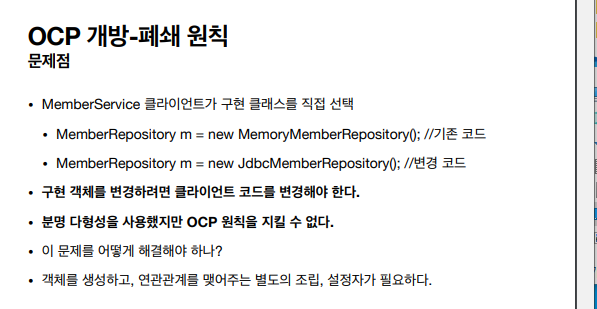 OCP 개방-폐쇄 원칙
문제점
• MemberService 클라이언트가 구현 클래스를 직접 선택
• MemberRepository m = new MemoryMemberRepository(); //기존 코드
• MemberRepository m = new JdbcMemberRepository(); //변경 코드
• 구현 객체를 변경하려면 클라이언트 코드를 변경해야 한다.
• 분명 다형성을 사용했지만 OCP 원칙을 지킬 수 없다.
• 이 문제를 어떻게 해결해야 하나?
• 객체를 생성하고, 연관관계를 맺어주는 별도의 조립, 설정자가 필요하다.